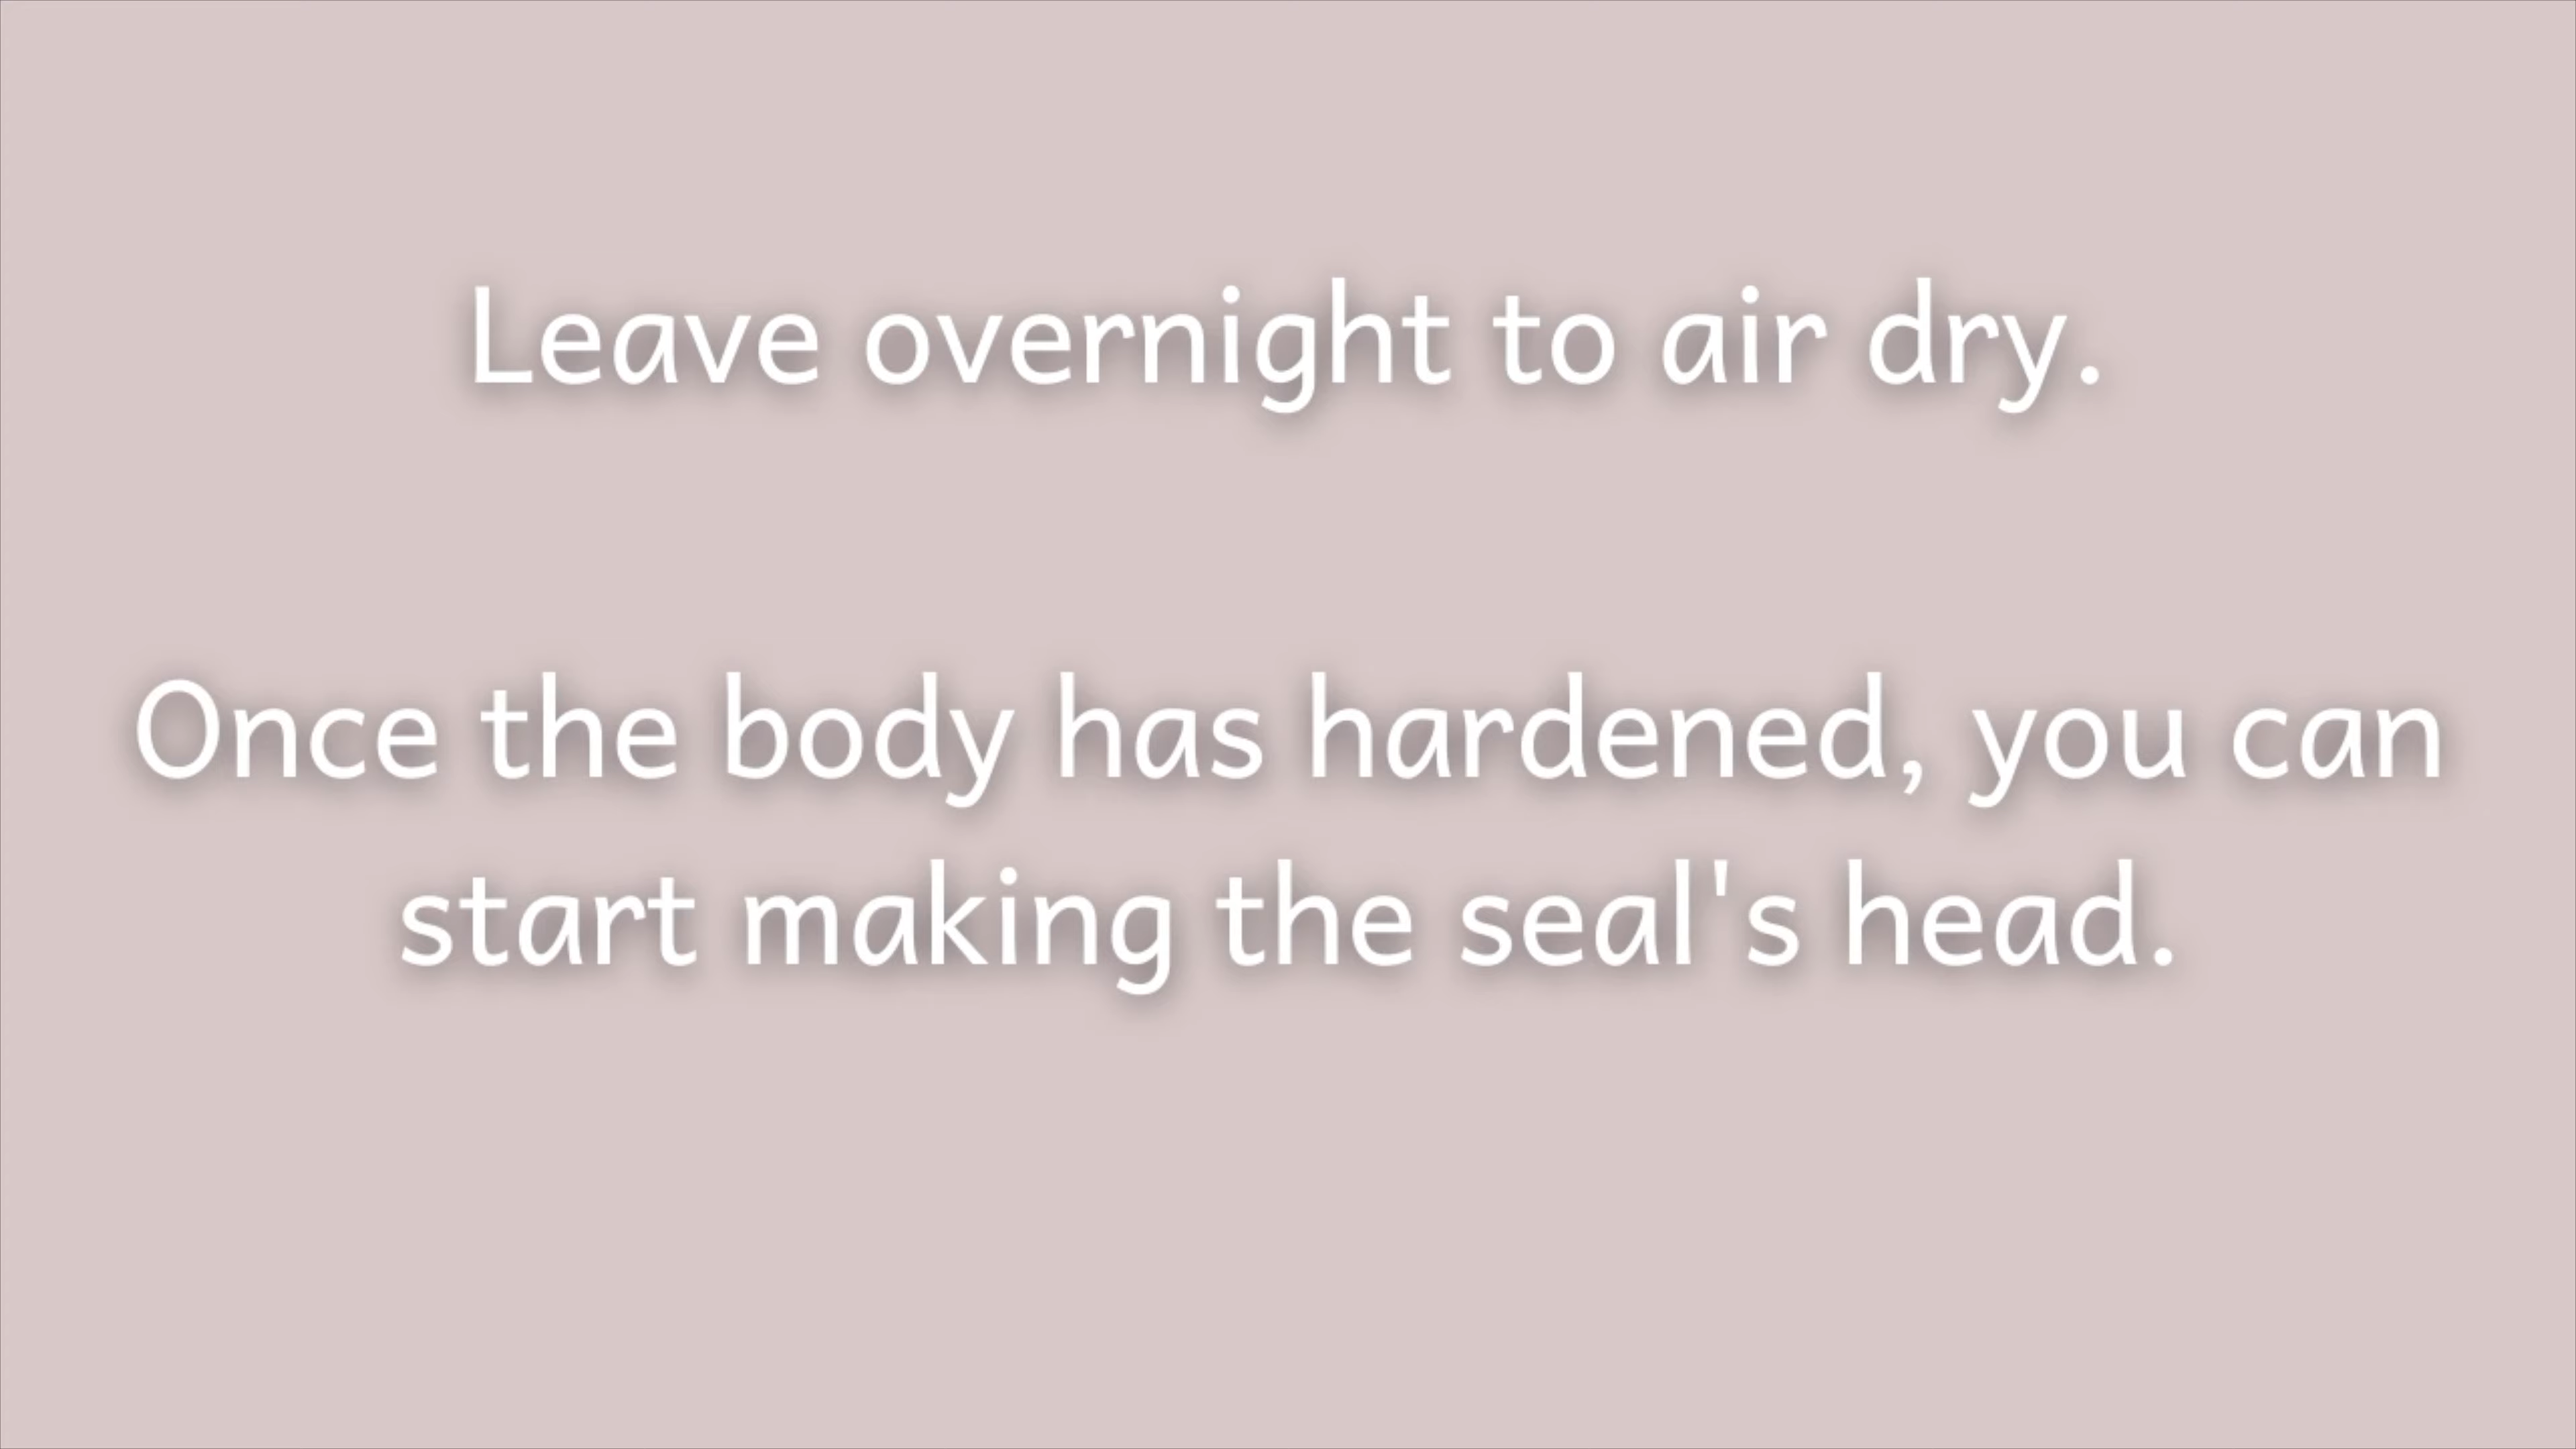 Leave overnight to air dry.
Once the body has hardened, you can
start making the seal's head.